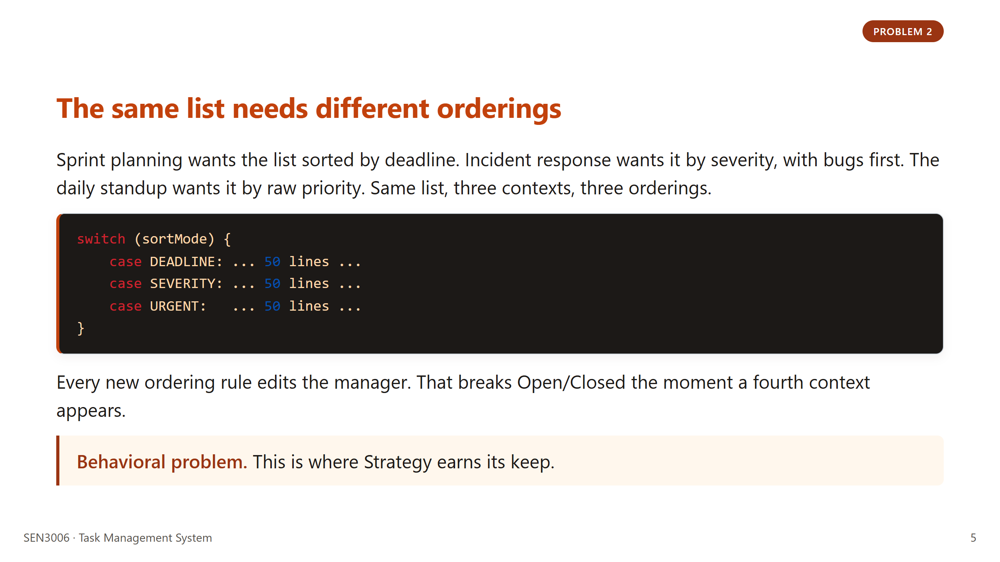 PROBLEM 2
The same list needs different orderings
Sprint planning wants the list sorted by deadline. Incident response wants it by severity, with bugs first. The
daily standup wants it by raw priority. Same list, three contexts, three orderings.
switch (sortMode) {
    case DEADLINE: ... 50 lines ...
    case SEVERITY: ... 50 lines ...
    case URGENT:   ... 50 lines ...
}
Every new ordering rule edits the manager. That breaks Open/Closed the moment a fourth context
appears.
Behavioral problem. This is where Strategy earns its keep.
SEN3006 · Task Management System
5